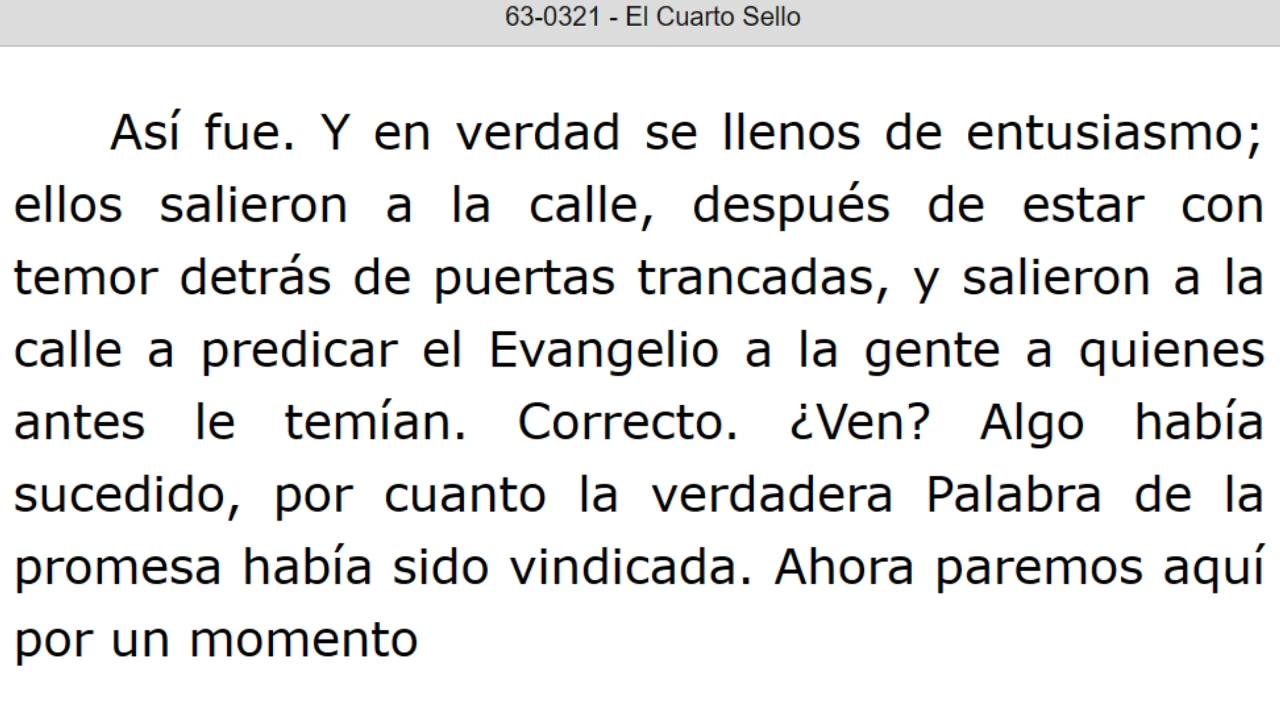 63-0321 - El Cuarto Sello
Así fue. Y en verdad se llenos de entusiasmo;
ellos salieron a la calle, después de estar con
temor detrás de puertas trancadas, y salieron a la
calle a predicar el Evangelio a la gente a quienes
antes le temían. Correcto. ¿Ven? Algo había
sucedido, por cuanto la verdadera Palabra de la
promesa había sido vindicada. Ahora paremos aquí
por un momento